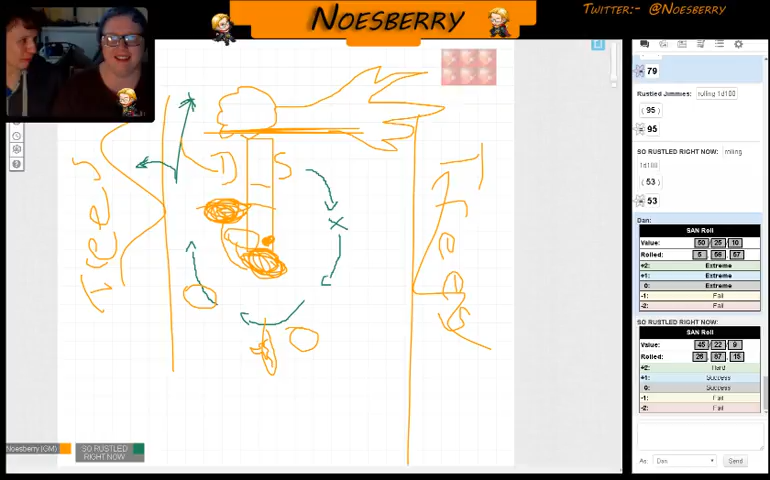 NOESBERRY
TWITTER:- @NOESBERRY
79
Rustled Jimmies: rolling 1d100
( 95 )
95
SO RUSTLED RIGHT NOW: rolling
1d100
( 53 )
53
Dan:
SAN Roll
Value: 50 25 10
Rolled: 5 56 57
+2: Extreme
+1: Extreme
0: Extreme
-1: Fail
-2: Fail
SO RUSTLED RIGHT NOW:
SAN Roll
Value: 45 22 9
Rolled: 26 87 15
+2: Hard
+1: Success
0: Success
-1: Fail
-2: Fail
As: Dan Send
D S
X
Noesberry (GM)
SO RUSTLED
RIGHT NOW